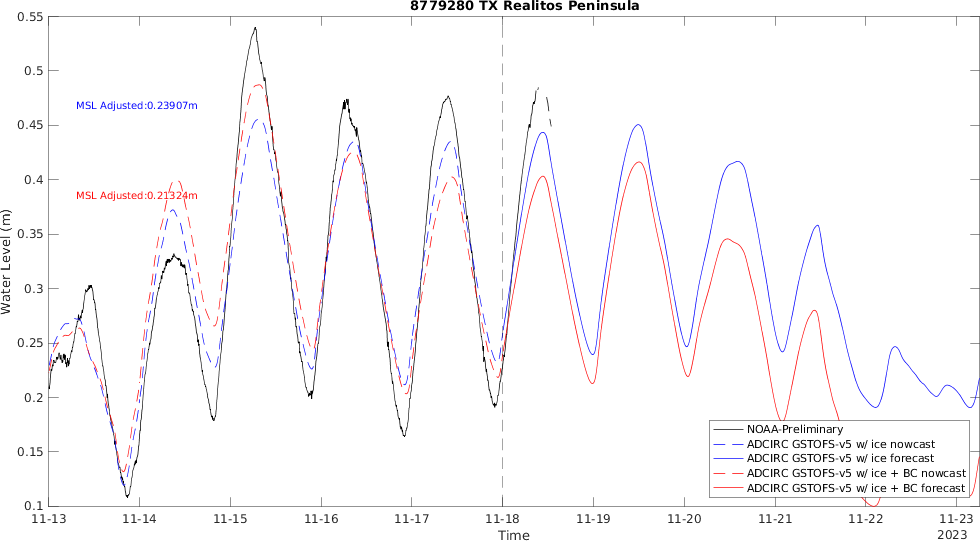 8779280 TX Realitos Peninsula
0.55
0.5
0.45
0.4
0.35
0.3
0.25
0.2
0.15
0.1
Water Level (m)
MSL Adjusted:0.23907m
MSL Adjusted:0.21324m
NOAA-Preliminary
ADCIRC GSTOFS-v5 w/ ice nowcast
ADCIRC GSTOFS-v5 w/ ice forecast
ADCIRC GSTOFS-v5 w/ ice + BC nowcast
ADCIRC GSTOFS-v5 w/ ice + BC forecast
11-13 11-14 11-15 11-16 11-17 11-18 11-19 11-20 11-21 11-22 11-23
Time
2023